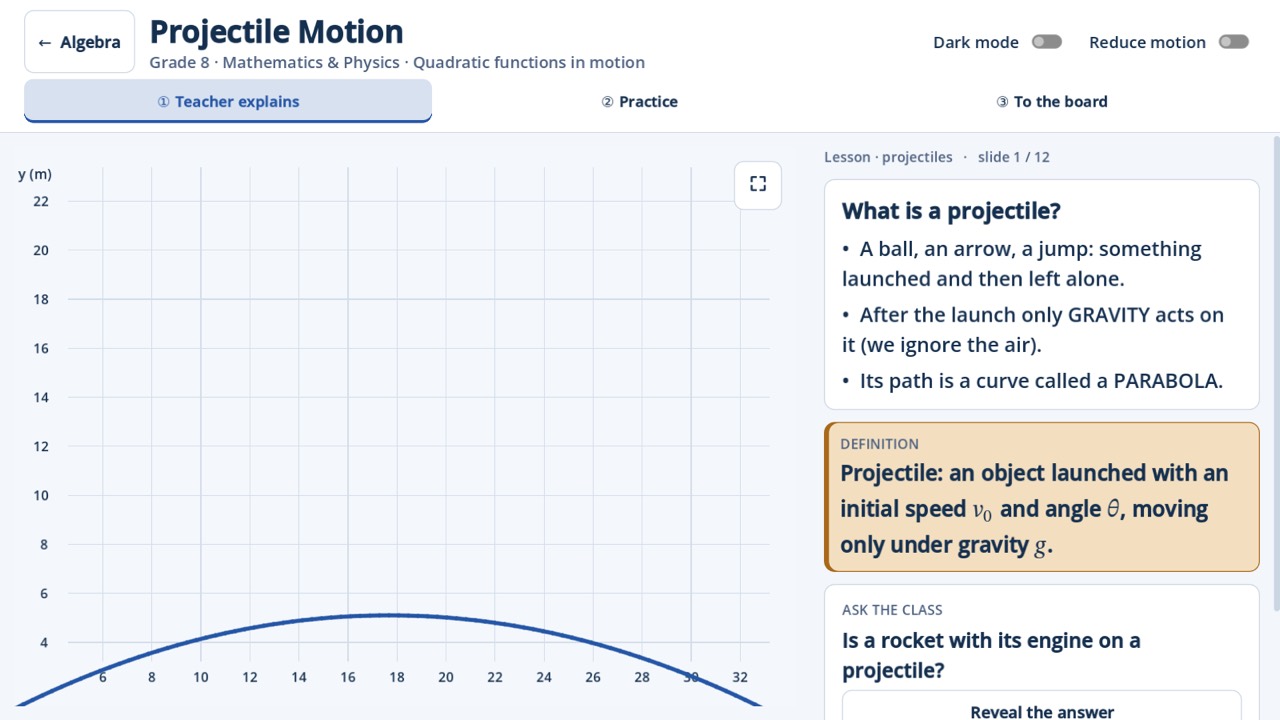 ← Algebra
Projectile Motion
Grade 8 · Mathematics & Physics · Quadratic functions in motion
Dark mode
Reduce motion
① Teacher explains
② Practice
③ To the board
y (m)
22
20
18
16
14
12
10
8
6
4
6 8 10 12 14 16 18 20 22 24 26 28 30 32
Lesson · projectiles · slide 1 / 12
What is a projectile?
• A ball, an arrow, a jump: something
launched and then left alone.
• After the launch only GRAVITY acts on
it (we ignore the air).
• Its path is a curve called a PARABOLA.
DEFINITION
Projectile: an object launched with an
initial speed v₀ and angle θ, moving
only under gravity g.
ASK THE CLASS
Is a rocket with its engine on a
projectile?
Reveal the answer